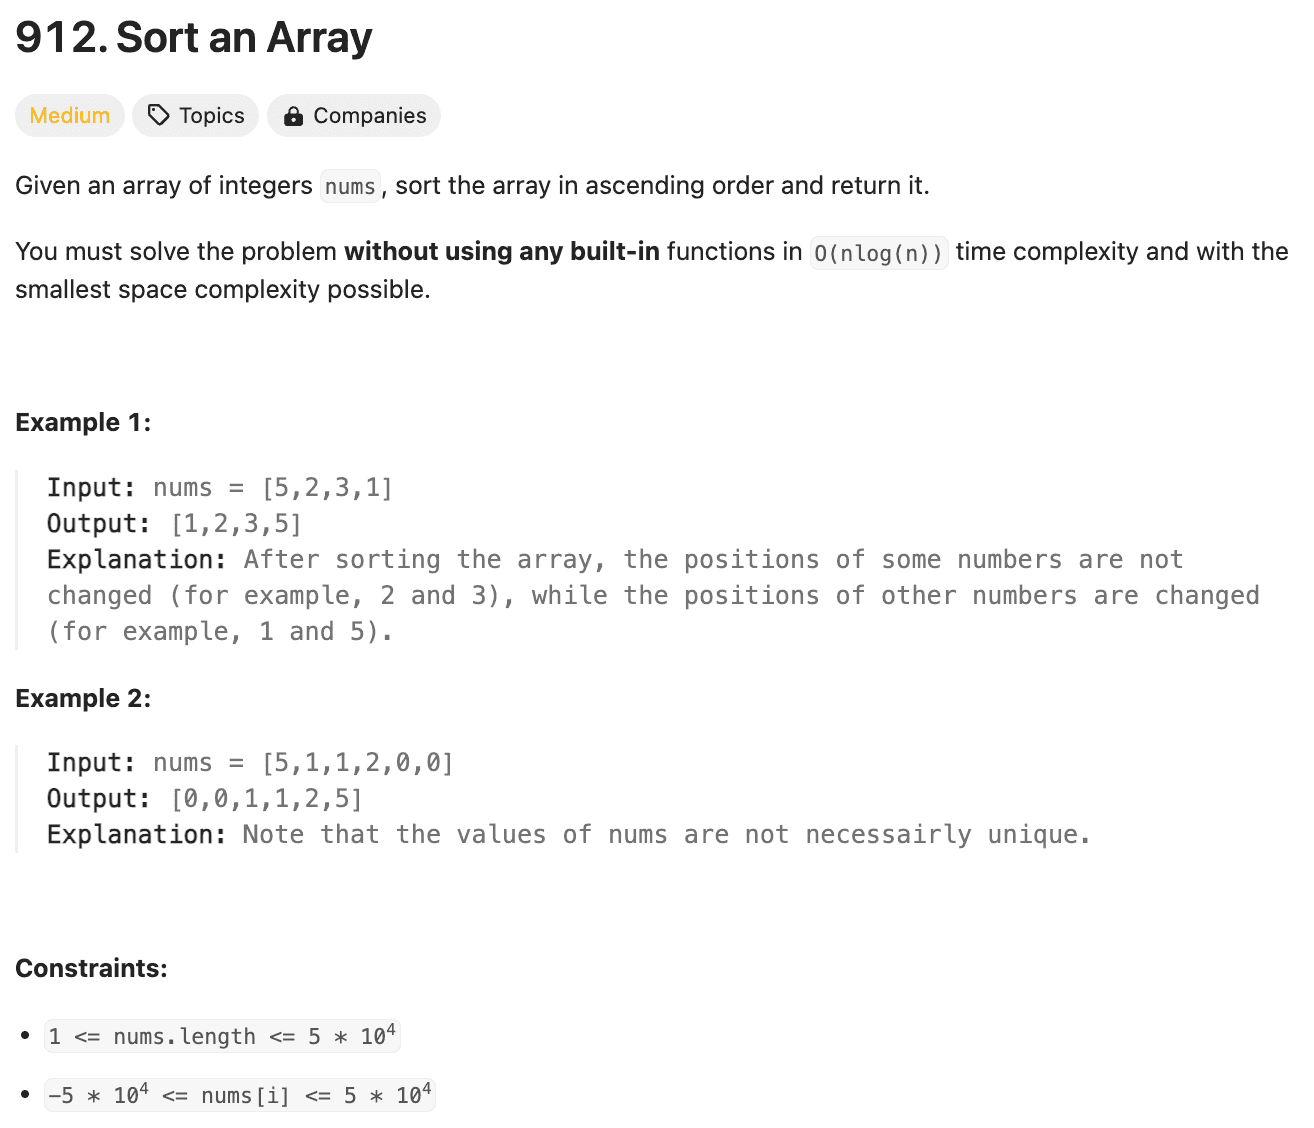 912. Sort an Array
Medium
Topics
Companies
Given an array of integers nums, sort the array in ascending order and return it.
You must solve the problem without using any built-in functions in O(nlog(n)) time complexity and with the
smallest space complexity possible.
Example 1:
Input: nums = [5,2,3,1]
Output: [1,2,3,5]
Explanation: After sorting the array, the positions of some numbers are not
changed (for example, 2 and 3), while the positions of other numbers are changed
(for example, 1 and 5).
Example 2:
Input: nums = [5,1,1,2,0,0]
Output: [0,0,1,1,2,5]
Explanation: Note that the values of nums are not necessairly unique.
Constraints:
• 1 <= nums.length <= 5 * 10⁴
• -5 * 10⁴ <= nums[i] <= 5 * 10⁴